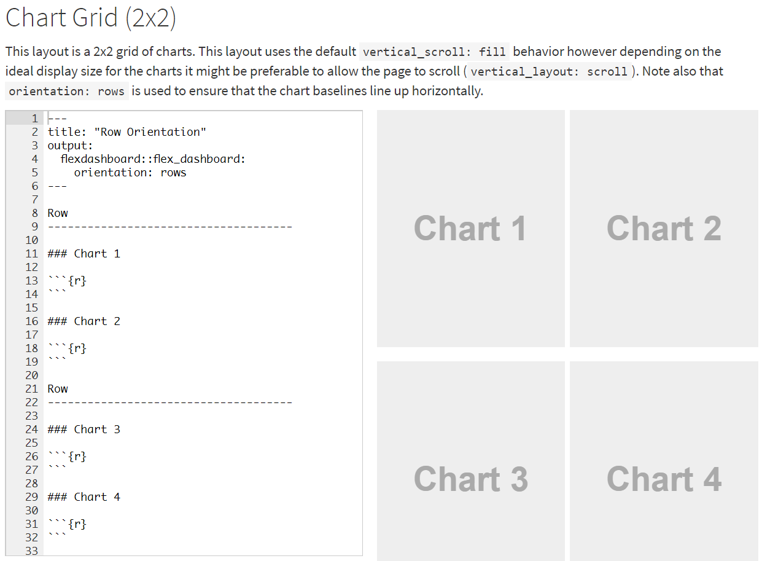 Chart Grid (2x2)
This layout is a 2x2 grid of charts. This layout uses the default vertical_scroll: fill behavior however depending on the
ideal display size for the charts it might be preferable to allow the page to scroll ( vertical_layout: scroll ). Note also that
orientation: rows is used to ensure that the chart baselines line up horizontally.
1 ---
2 title: "Row Orientation"
3 output:
4   flexdashboard::flex_dashboard:
5     orientation: rows
6 ---
7
8 Row
9 -------------------------------------
10
11 ### Chart 1
12
13 ```{r}
14 ```
15
16 ### Chart 2
17
18 ```{r}
19 ```
20
21 Row
22 -------------------------------------
23
24 ### Chart 3
25
26 ```{r}
27 ```
28
29 ### Chart 4
30
31 ```{r}
32 ```
33
Chart 1
Chart 2
Chart 3
Chart 4